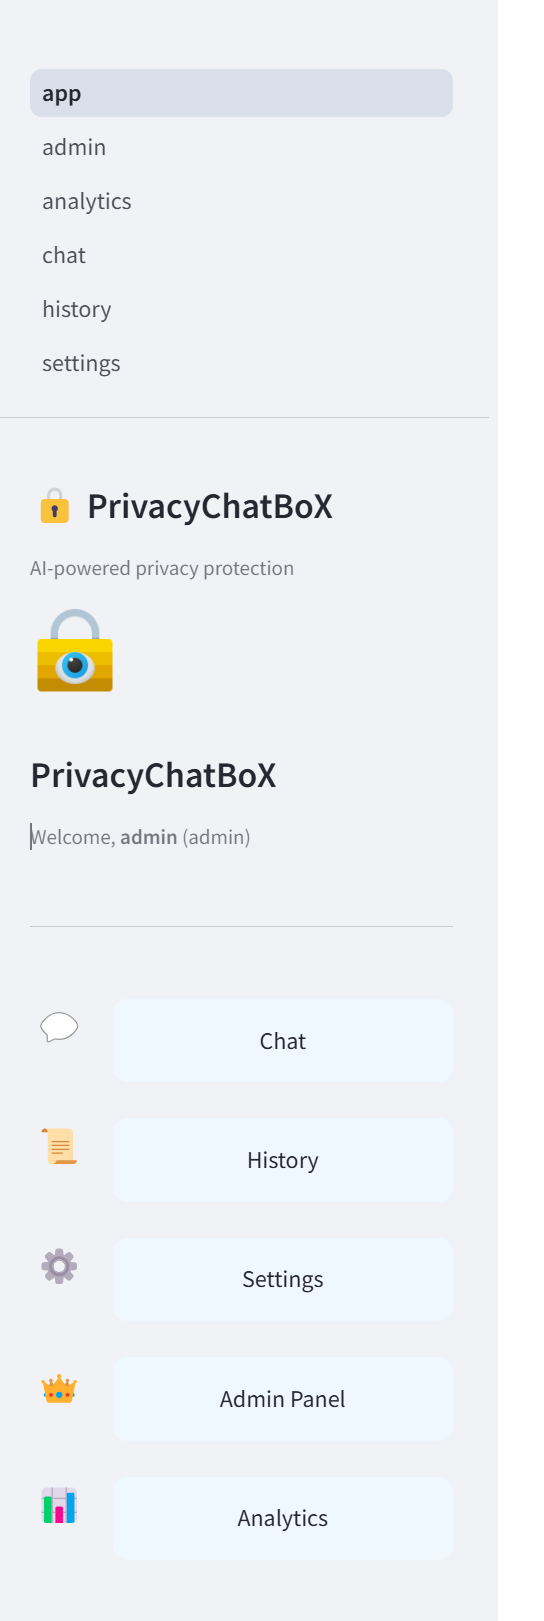 app
admin
analytics
chat
history
settings
PrivacyChatBoX
AI-powered privacy protection
PrivacyChatBoX
Welcome, admin (admin)
Chat
History
Settings
Admin Panel
Analytics